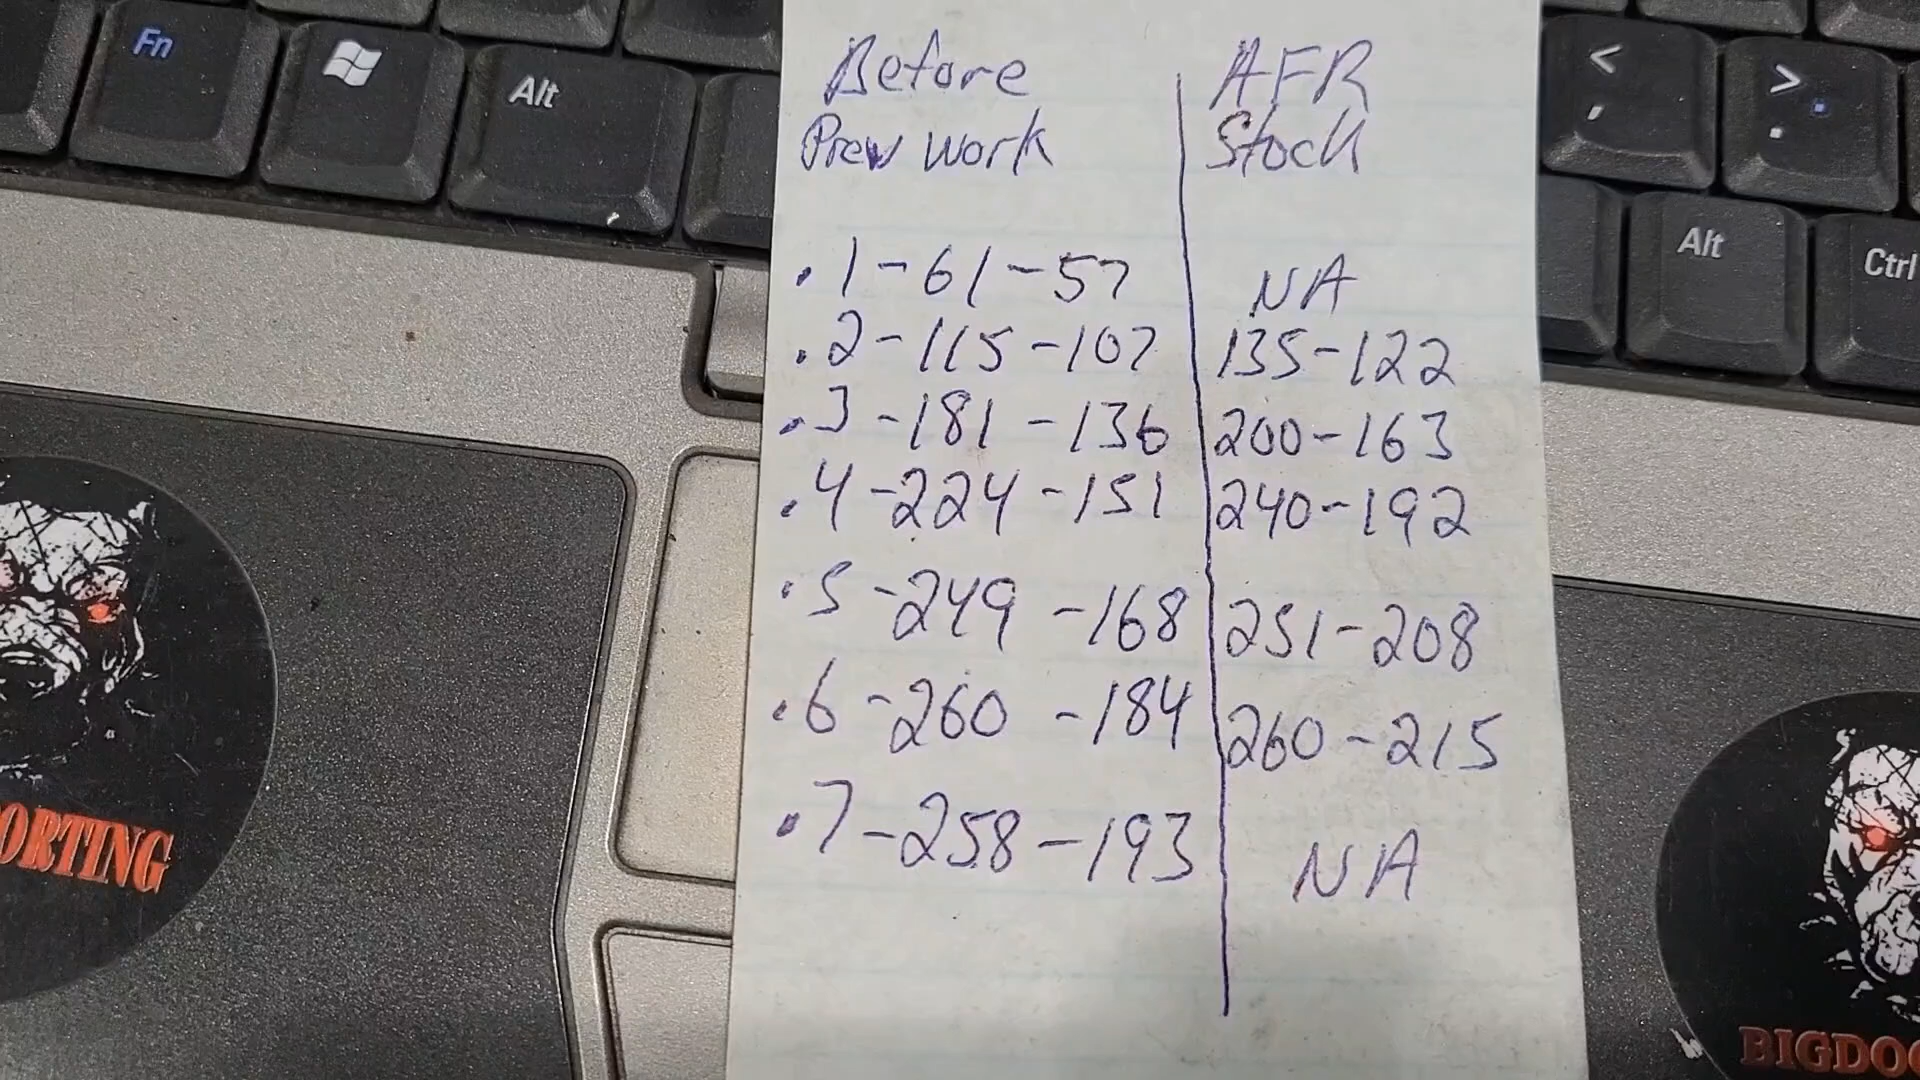 Fn
Alt
<
,
>
.
Alt
Ctrl
Before AFR
Prev work Stock
.1-61-57 NA
.2-115-107 135-122
.3-181-136 200-163
.4-224-151 240-192
.5-249-168 251-208
.6-260-184 260-215
.7-258-193 NA
ORTING
BIGDO